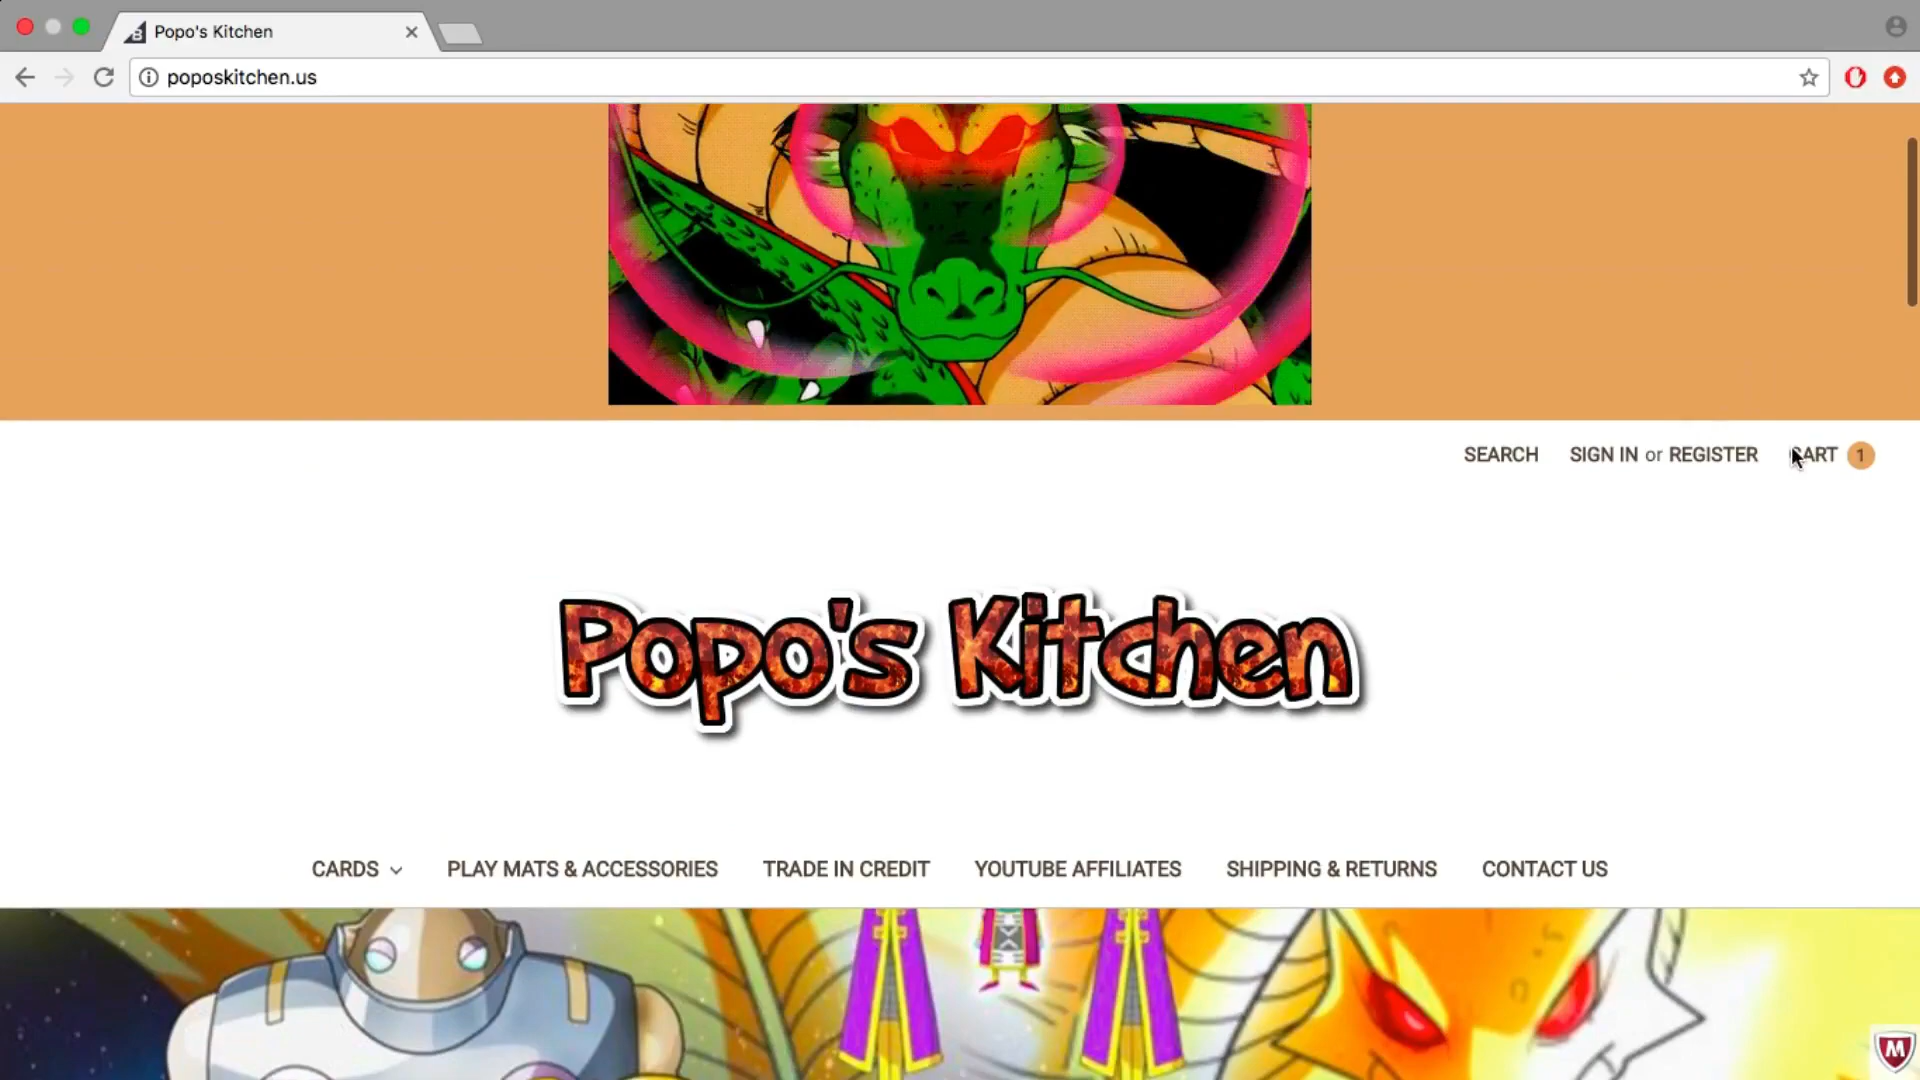 Popo's Kitchen
poposkitchen.us
SEARCH SIGN IN or REGISTER CART 1
Popo's Kitchen
CARDS PLAY MATS & ACCESSORIES TRADE IN CREDIT YOUTUBE AFFILIATES SHIPPING & RETURNS CONTACT US
M